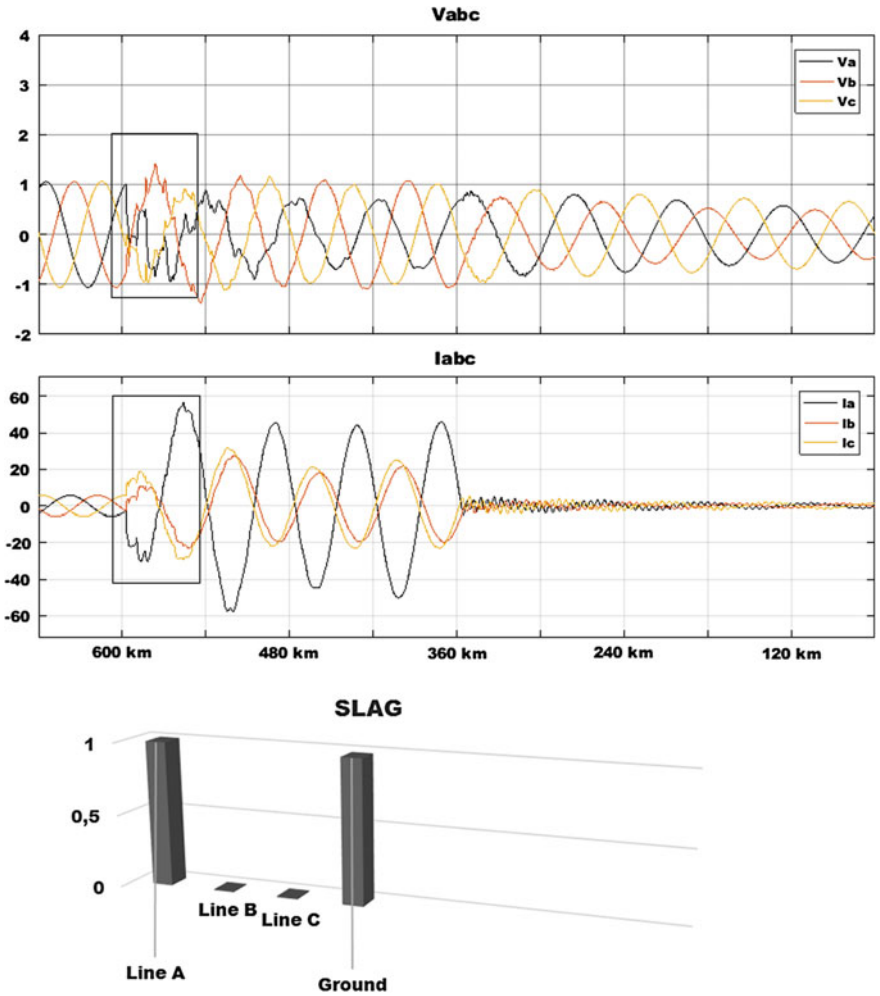 Vabc
4
3
2
1
0
-1
-2
Va
Vb
Vc
Iabc
60
40
20
0
-20
-40
-60
Ia
Ib
Ic
600 km
480 km
360 km
240 km
120 km
SLAG
1
0,5
0
Line A
Line B
Line C
Ground